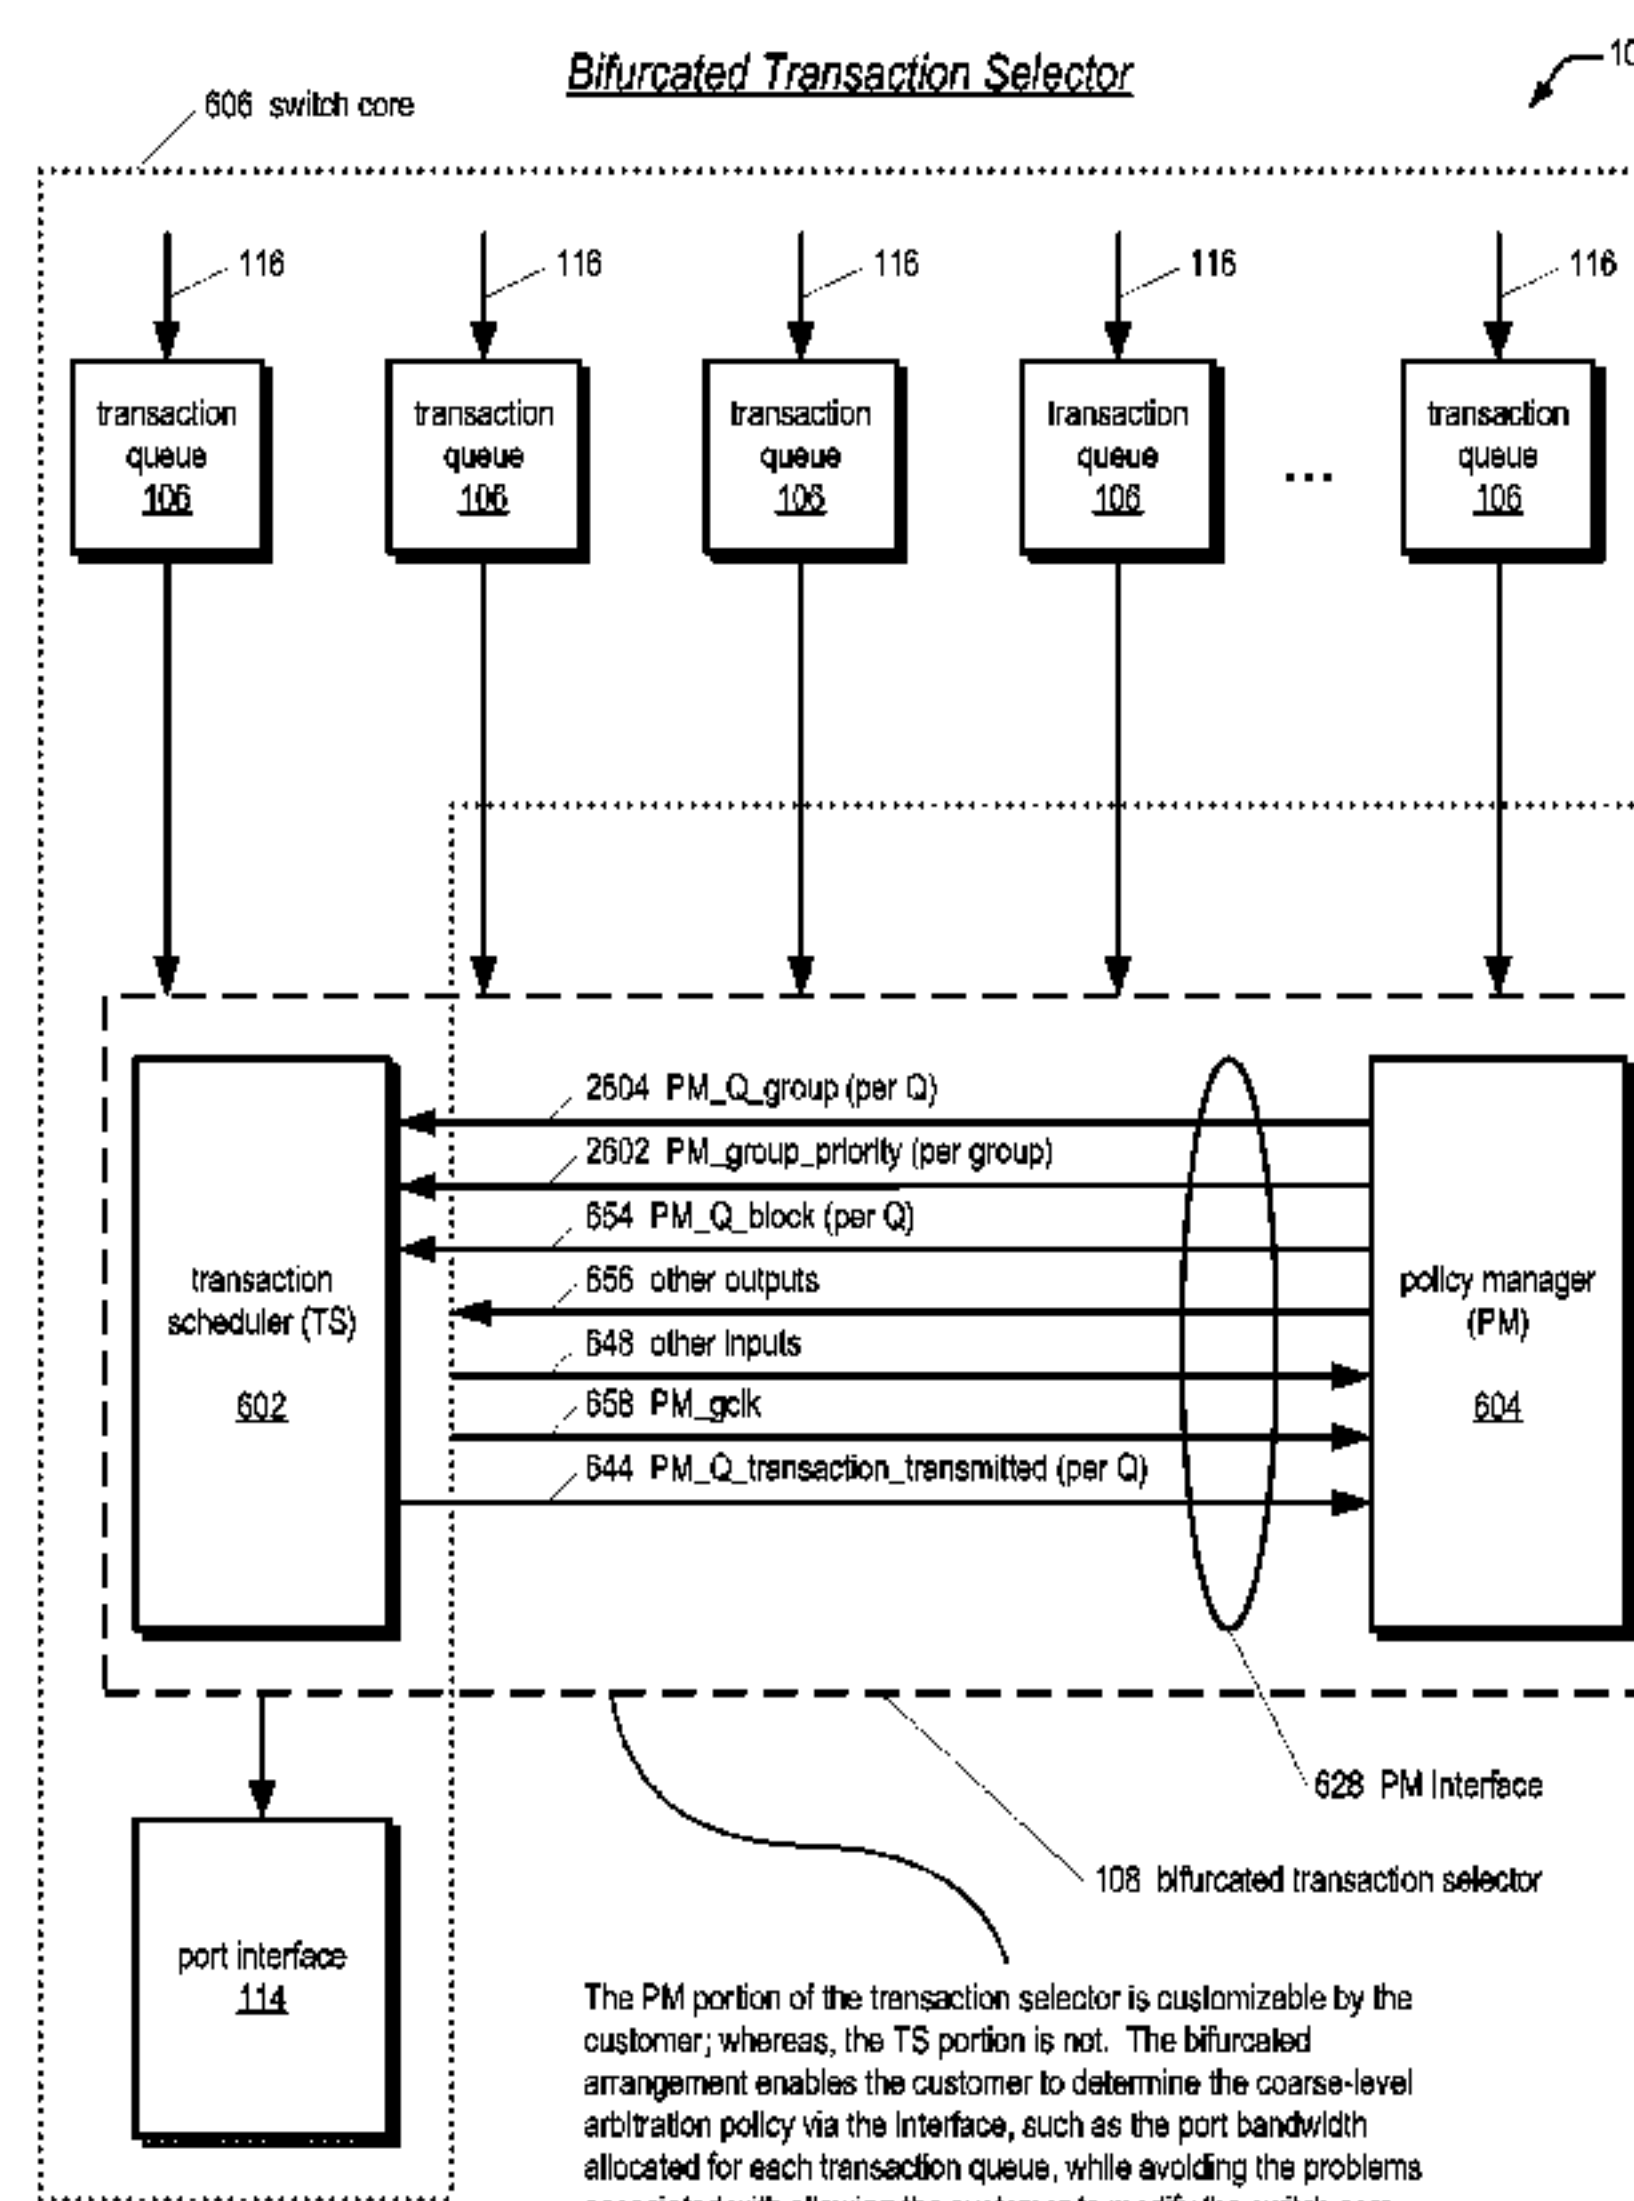 Bifurcated Transaction Selector
606 switch core
116 116 116 116 116
transaction transaction transaction transaction transaction
queue queue queue queue queue
106 106 106 106 ... 106
2604 PM_Q_group (per Q)
2602 PM_group_priority (per group)
654 PM_Q_block (per Q)
656 other outputs
648 other inputs
658 PM_gclk
644 PM_Q_transaction_transmitted (per Q)
transaction
scheduler (TS)
602
policy manager
(PM)
604
628 PM Interface
108 bifurcated transaction selector
port interface
114
The PM portion of the transaction selector is customizable by the
customer; whereas, the TS portion is not. The bifurcated
arrangement enables the customer to determine the coarse-level
arbitration policy via the interface, such as the port bandwidth
allocated for each transaction queue, while avoiding the problems